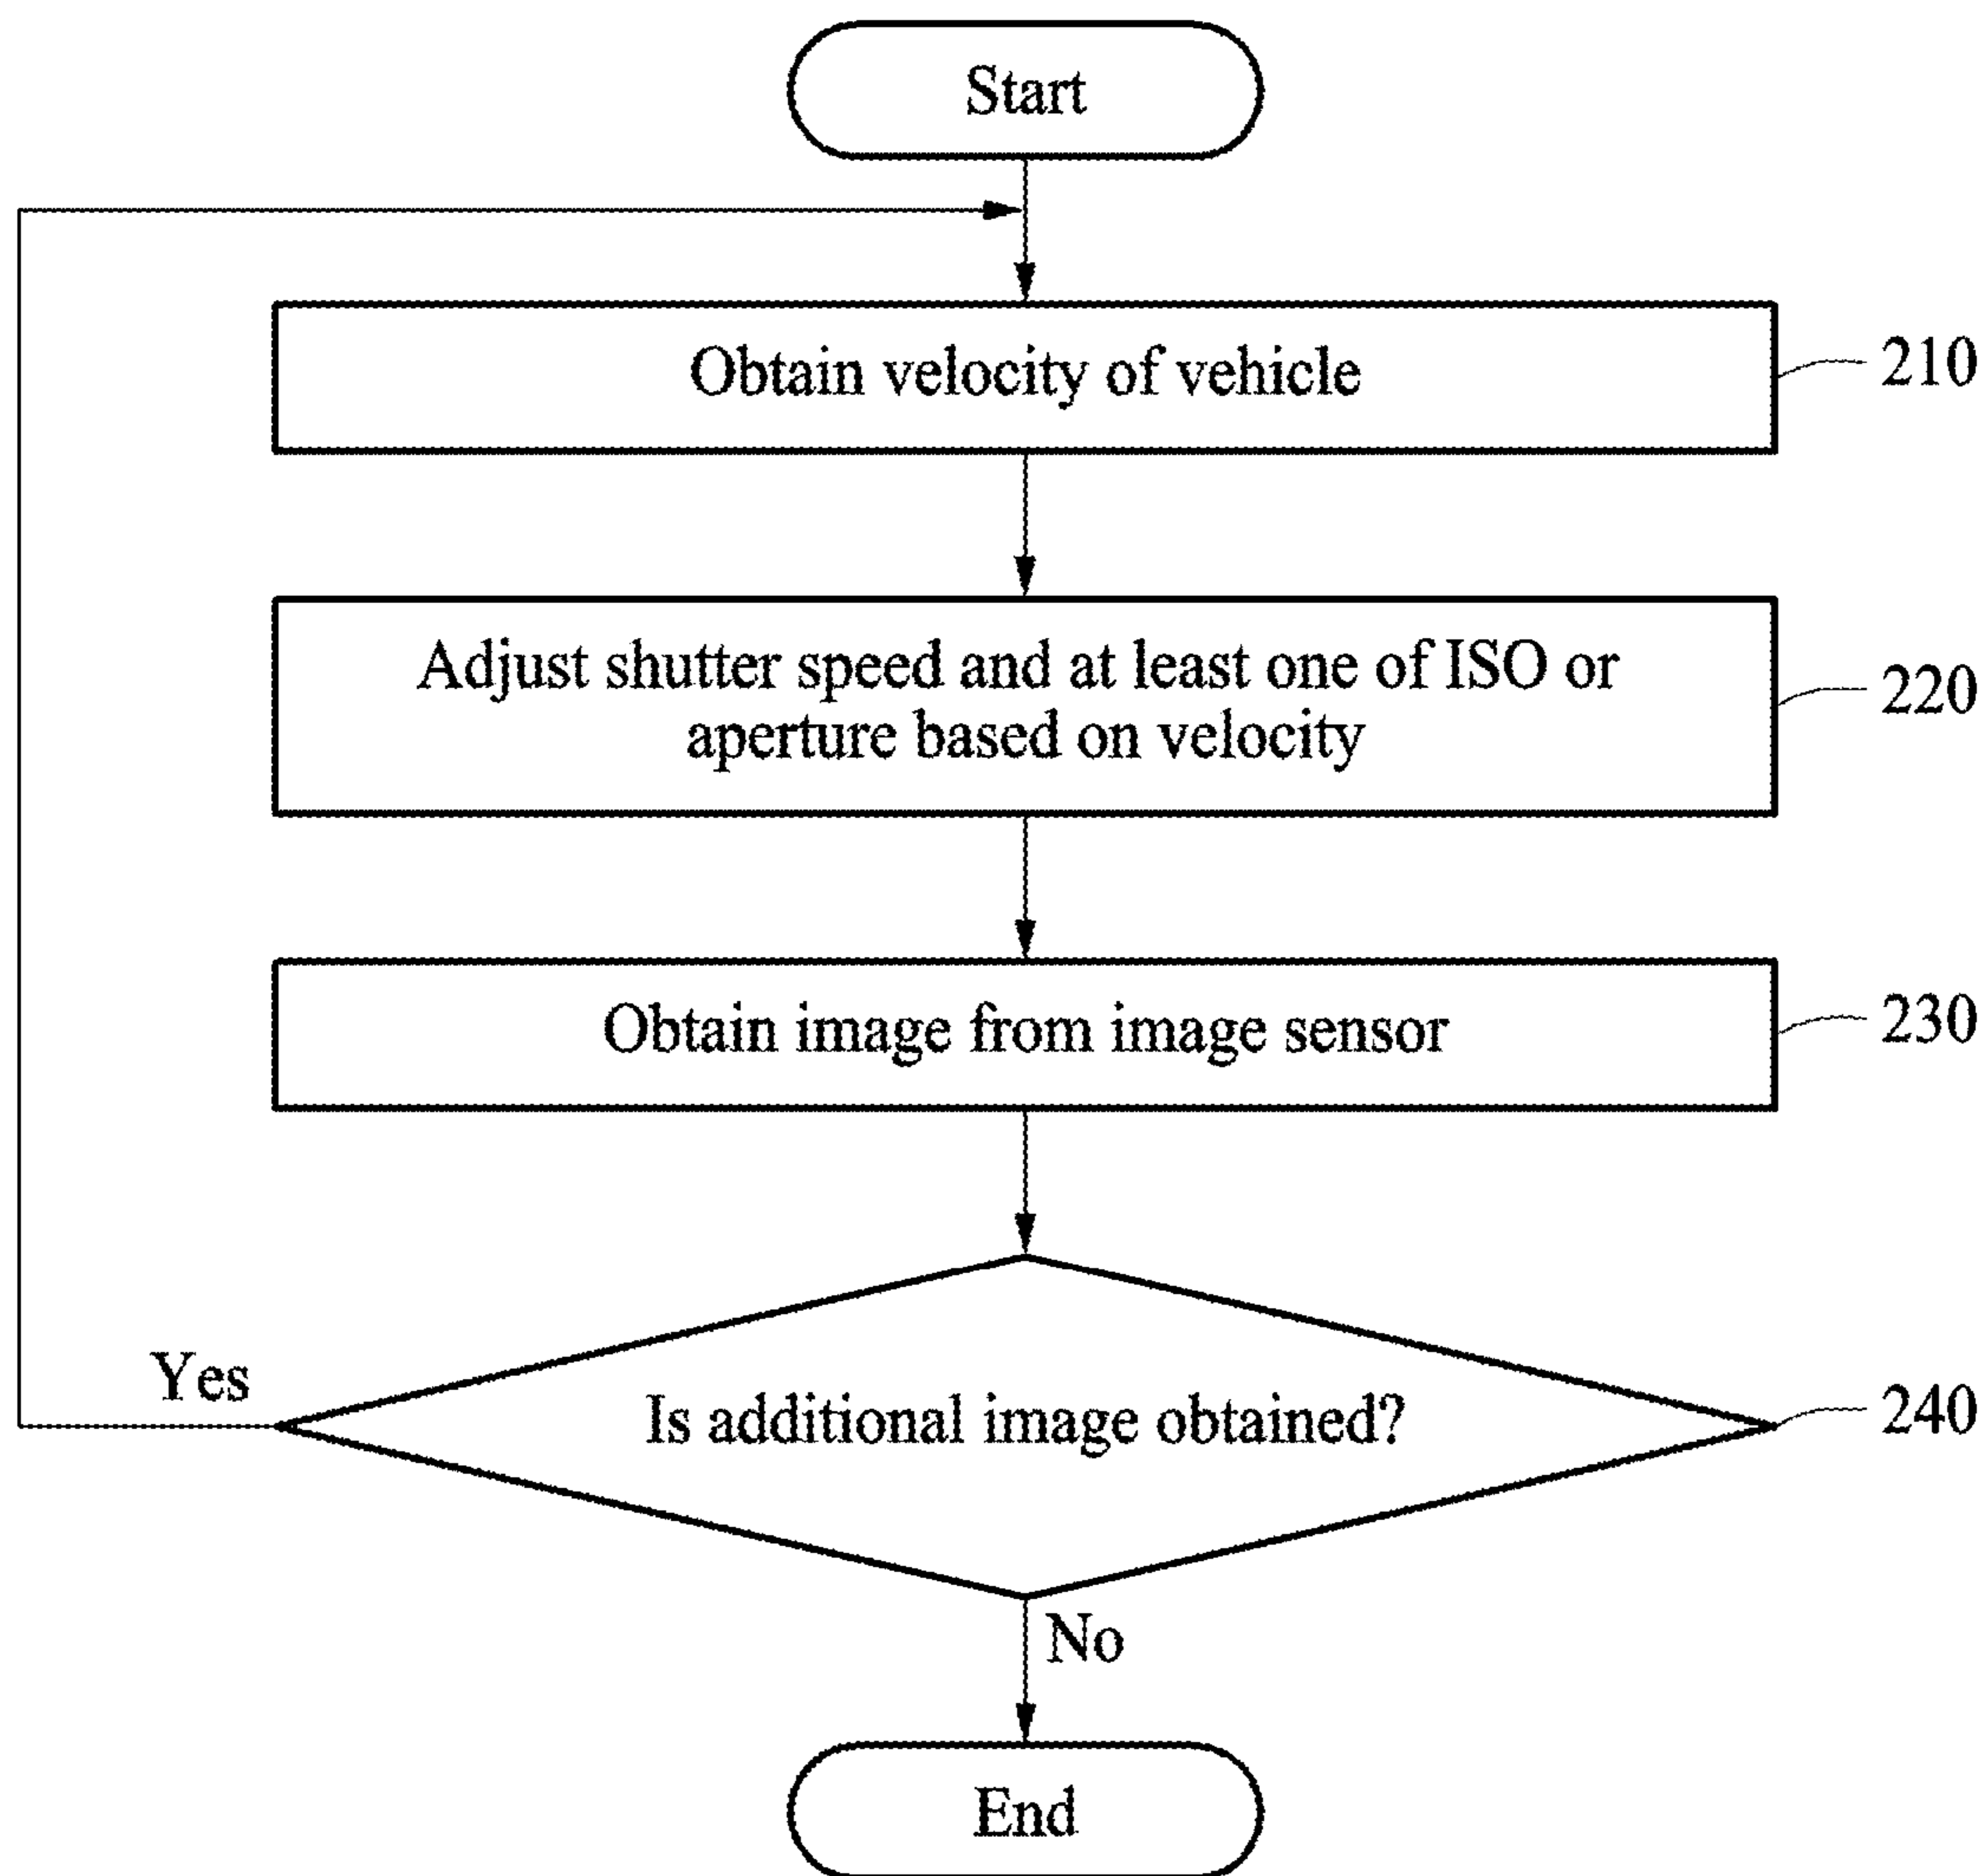 Start
Obtain velocity of vehicle
210
Adjust shutter speed and at least one of ISO or
aperture based on velocity
220
Obtain image from image sensor
230
Yes
Is additional image obtained?
240
No
End